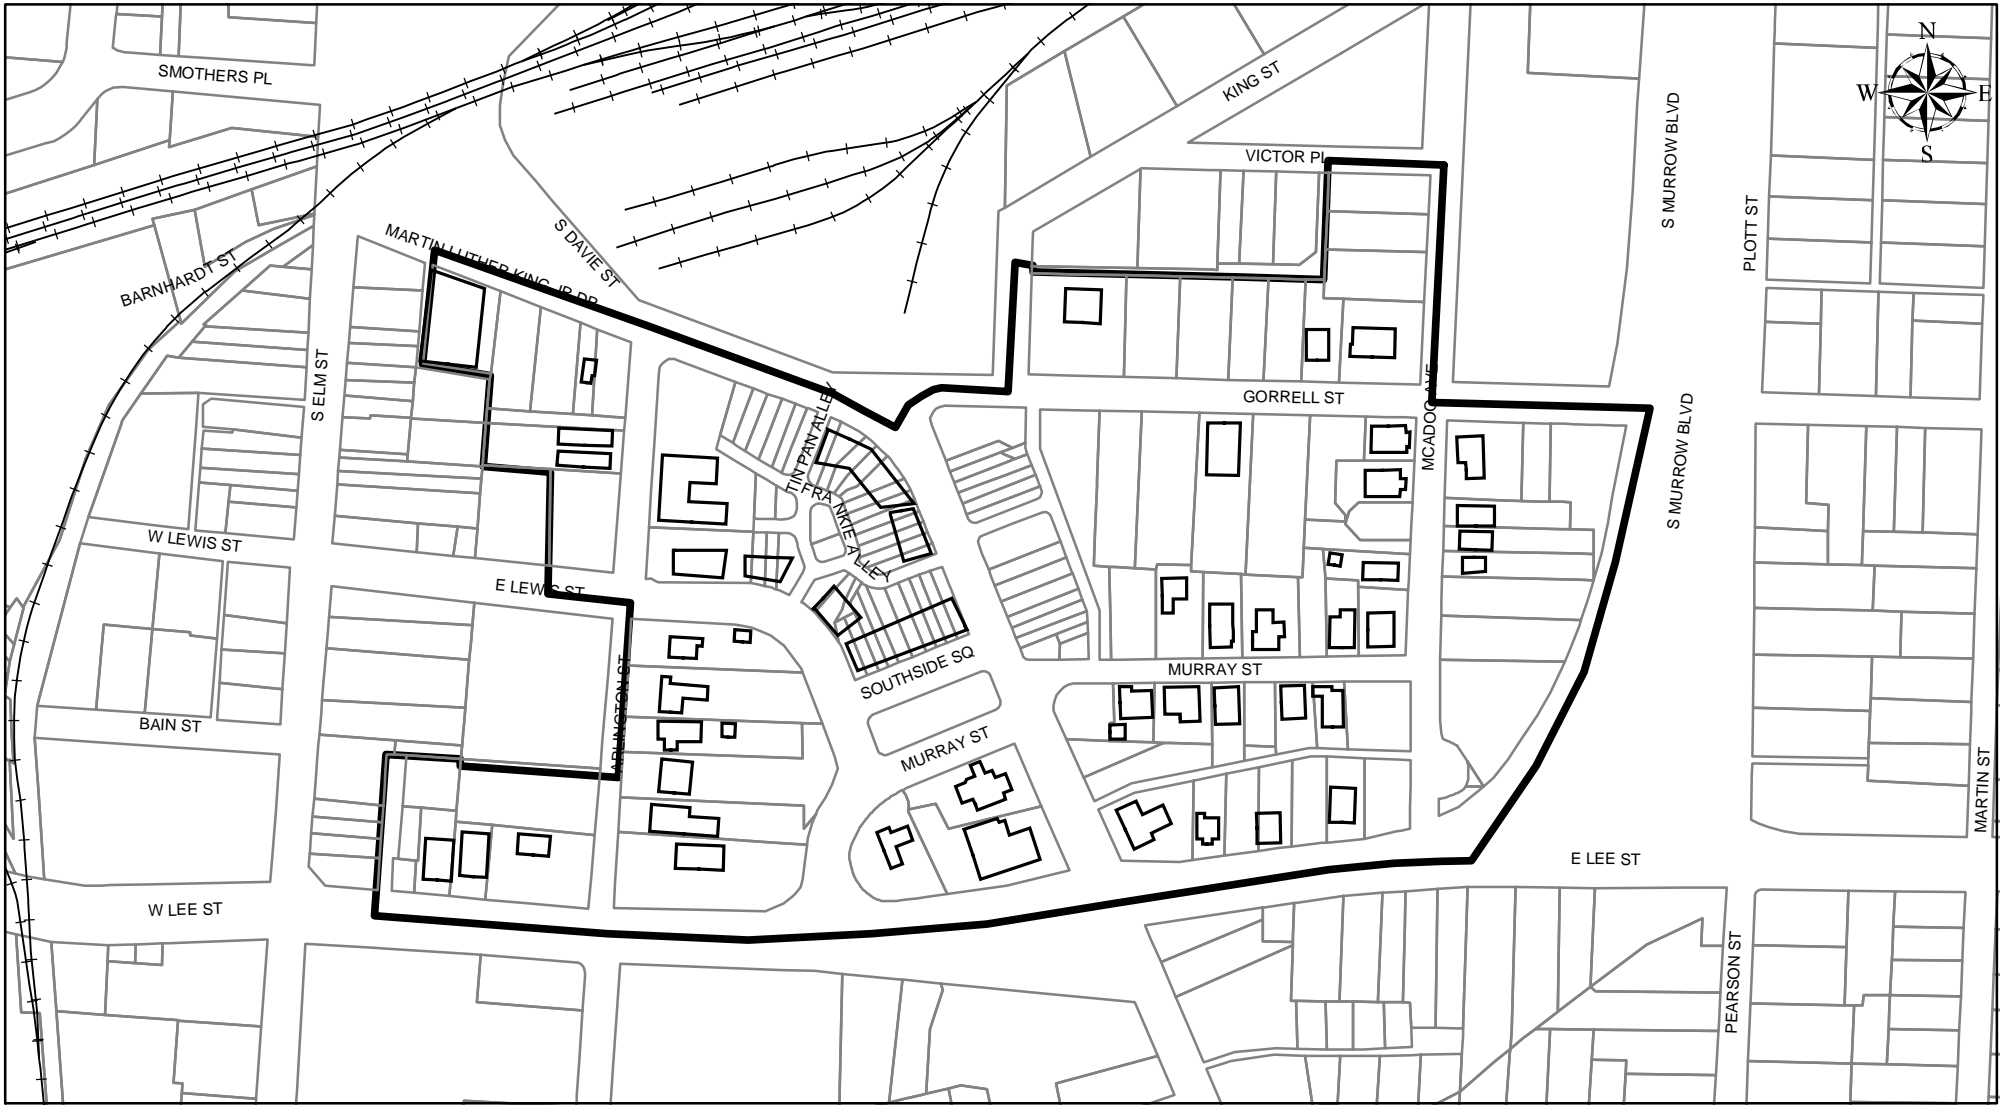 N
W E
S
SMOTHERS PL
KING ST
VICTOR PL
S MURROW BLVD
PLOTT ST
BARNHARDT ST
MARTIN LUTHER KING JR DR
S DAVIE ST
S ELM ST
TIN PAN ALLEY
FRANKIE ALLEY
GORRELL ST
MCADOO AVE
S MURROW BLVD
W LEWIS ST
E LEWIS ST
ARLINGTON ST
SOUTHSIDE SQ
MURRAY ST
BAIN ST
MURRAY ST
MARTIN ST
E LEE ST
W LEE ST
PEARSON ST